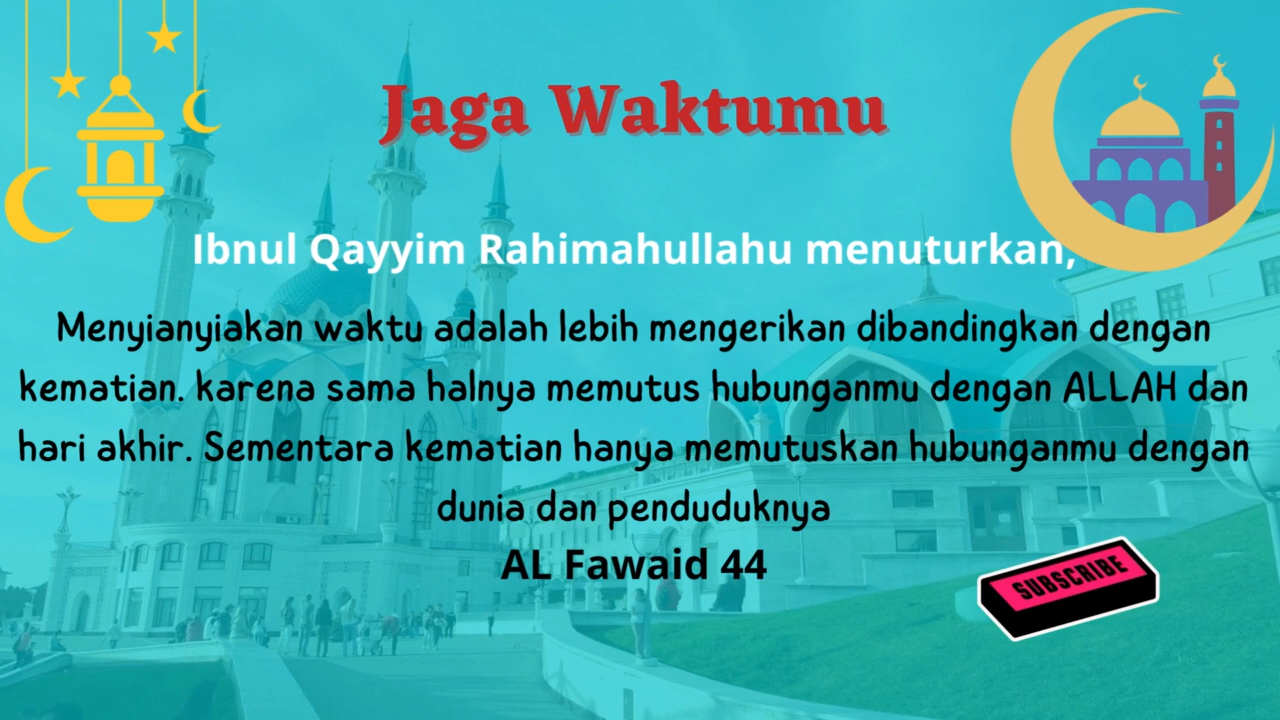 Jaga Waktumu
Ibnul Qayyim Rahimahullahu menuturkan,
Menyianyiakan waktu adalah lebih mengerikan dibandingkan dengan
kematian. karena sama halnya memutus hubunganmu dengan ALLAH dan
hari akhir. Sementara kematian hanya memutuskan hubunganmu dengan
dunia dan penduduknya
AL Fawaid 44
SUBSCRIBE